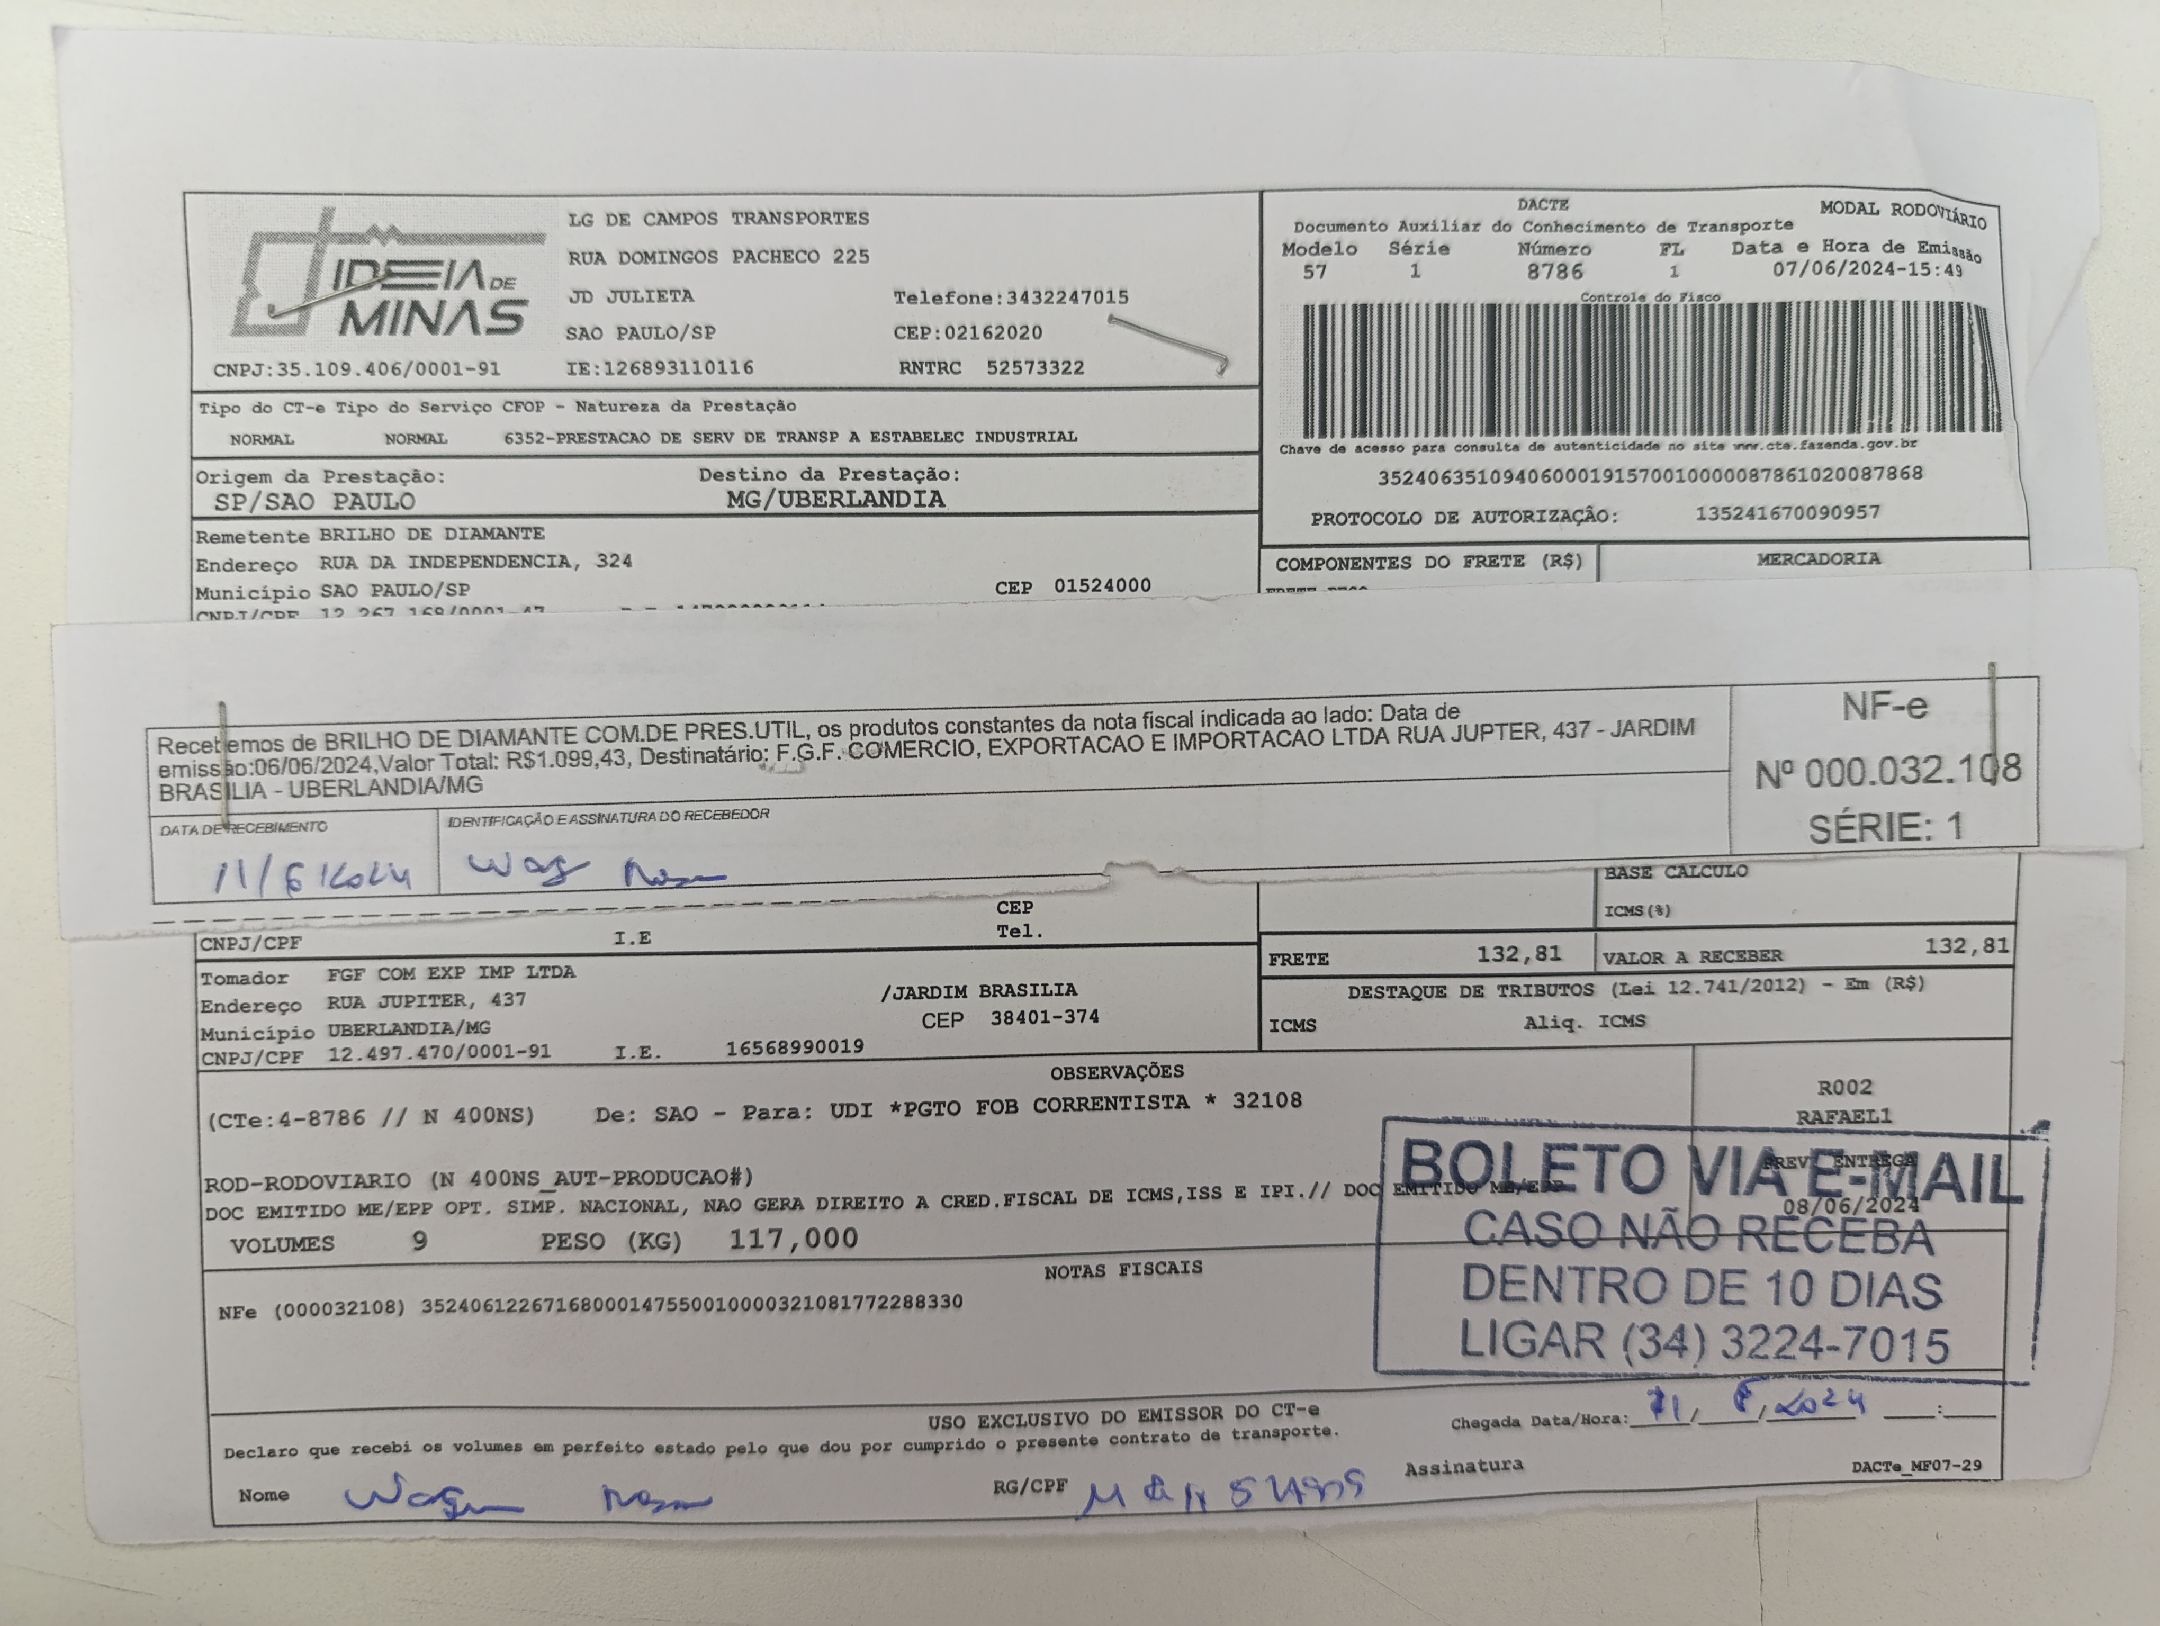 IDEIA DE
MINAS
CNPJ:35.109.406/0001-91
LG DE CAMPOS TRANSPORTES
RUA DOMINGOS PACHECO 225
JD JULIETA Telefone:3432247015
SAO PAULO/SP CEP:02162020
IE:126893110116 RNTRC 52573322
DACTE MODAL RODOVIÁRIO
Documento Auxiliar do Conhecimento de Transporte
Modelo Série Número FL Data e Hora de Emissão
57 1 8786 1 07/06/2024-15:49
Controle do Fisco
Chave de acesso para consulta de autenticidade no site www.cte.fazenda.gov.br
35240635109406000191570010000087861020087868
PROTOCOLO DE AUTORIZAÇÃO: 135241670090957
Tipo do CT-e Tipo do Serviço CFOP - Natureza da Prestação
NORMAL NORMAL 6352-PRESTACAO DE SERV DE TRANSP A ESTABELEC INDUSTRIAL
Origem da Prestação: Destino da Prestação:
SP/SAO PAULO MG/UBERLANDIA
Remetente BRILHO DE DIAMANTE
Endereço RUA DA INDEPENDENCIA, 324
Município SAO PAULO/SP CEP 01524000
CNPJ/CPF 12.267.168/0001-47
COMPONENTES DO FRETE (R$) MERCADORIA
Recebemos de BRILHO DE DIAMANTE COM.DE PRES.UTIL, os produtos constantes da nota fiscal indicada ao lado: Data de
emissão:06/06/2024,Valor Total: R$1.099,43, Destinatário: F.G.F. COMERCIO, EXPORTACAO E IMPORTACAO LTDA RUA JUPTER, 437 - JARDIM
BRASILIA - UBERLANDIA/MG
NF-e
Nº 000.032.108
SÉRIE: 1
DATA DE RECEBIMENTO IDENTIFICAÇÃO E ASSINATURA DO RECEBEDOR
11/6/2024
BASE CALCULO
ICMS(%)
CEP
CNPJ/CPF I.E Tel.
FRETE 132,81 VALOR A RECEBER 132,81
Tomador FGF COM EXP IMP LTDA
Endereço RUA JUPITER, 437 /JARDIM BRASILIA
Município UBERLANDIA/MG CEP 38401-374
CNPJ/CPF 12.497.470/0001-91 I.E. 16568990019
DESTAQUE DE TRIBUTOS (Lei 12.741/2012) - Em (R$)
ICMS Aliq. ICMS
OBSERVAÇÕES
(CTe:4-8786 // N 400NS) De: SAO - Para: UDI *PGTO FOB CORRENTISTA * 32108
R002
RAFAEL1
PREV. ENTREGA
08/06/2024
ROD-RODOVIARIO (N 400NS_AUT-PRODUCAO#)
DOC EMITIDO ME/EPP OPT. SIMP. NACIONAL, NAO GERA DIREITO A CRED.FISCAL DE ICMS,ISS E IPI.// DOC EMITIDO ME/EPP
VOLUMES 9 PESO (KG) 117,000
BOLETO VIA E-MAIL
CASO NÃO RECEBA
DENTRO DE 10 DIAS
LIGAR (34) 3224-7015
NOTAS FISCAIS
NFe (000032108) 35240612267168000147550010000321081772288330
USO EXCLUSIVO DO EMISSOR DO CT-e
Declaro que recebi os volumes em perfeito estado pelo que dou por cumprido o presente contrato de transporte.
Chegada Data/Hora: 11/ /2024 :
Nome RG/CPF Assinatura DACTe_MF07-29